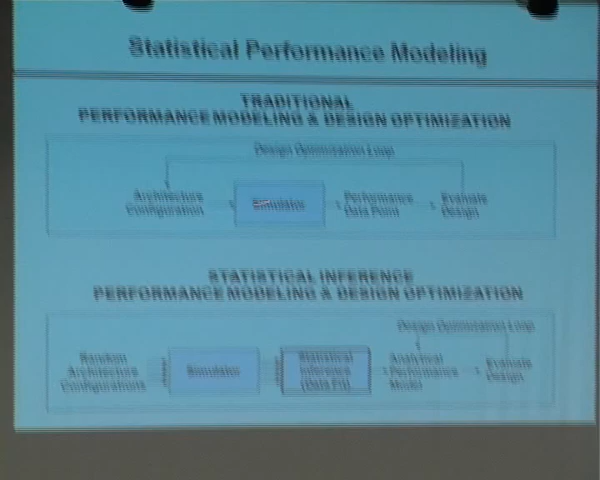 Statistical Performance Modeling
TRADITIONAL
PERFORMANCE MODELING & DESIGN OPTIMIZATION
Design Optimization Loop
Architecture
Configuration
Simulator
Performance
Data Point
Evaluate
Design
STATISTICAL INFERENCE
PERFORMANCE MODELING & DESIGN OPTIMIZATION
Design Optimization Loop
Random
Architecture
Configurations
Simulator
Statistical
Inference
(Data Fit)
Analytical
Performance
Model
Evaluate
Design